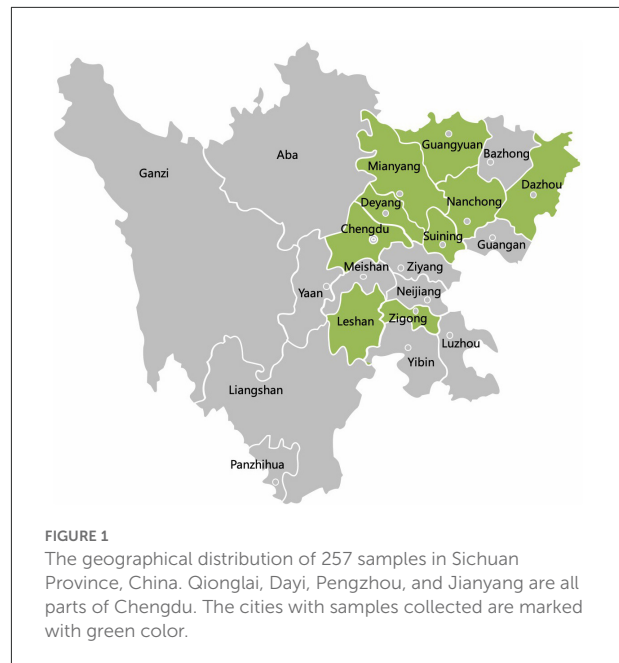 Guangyuan
Bazhong
Aba
Mianyang
Ganzi
Dazhou
Deyang
Nanchong
Chengdu
Suining
Guangan
Meishan
Ziyang
Yaan
Neijiang
Leshan
Zigong
Luzhou
Yibin
Liangshan
Panzhihua
FIGURE 1
The geographical distribution of 257 samples in Sichuan
Province, China. Qionglai, Dayi, Pengzhou, and Jianyang are all
parts of Chengdu. The cities with samples collected are marked
with green color.